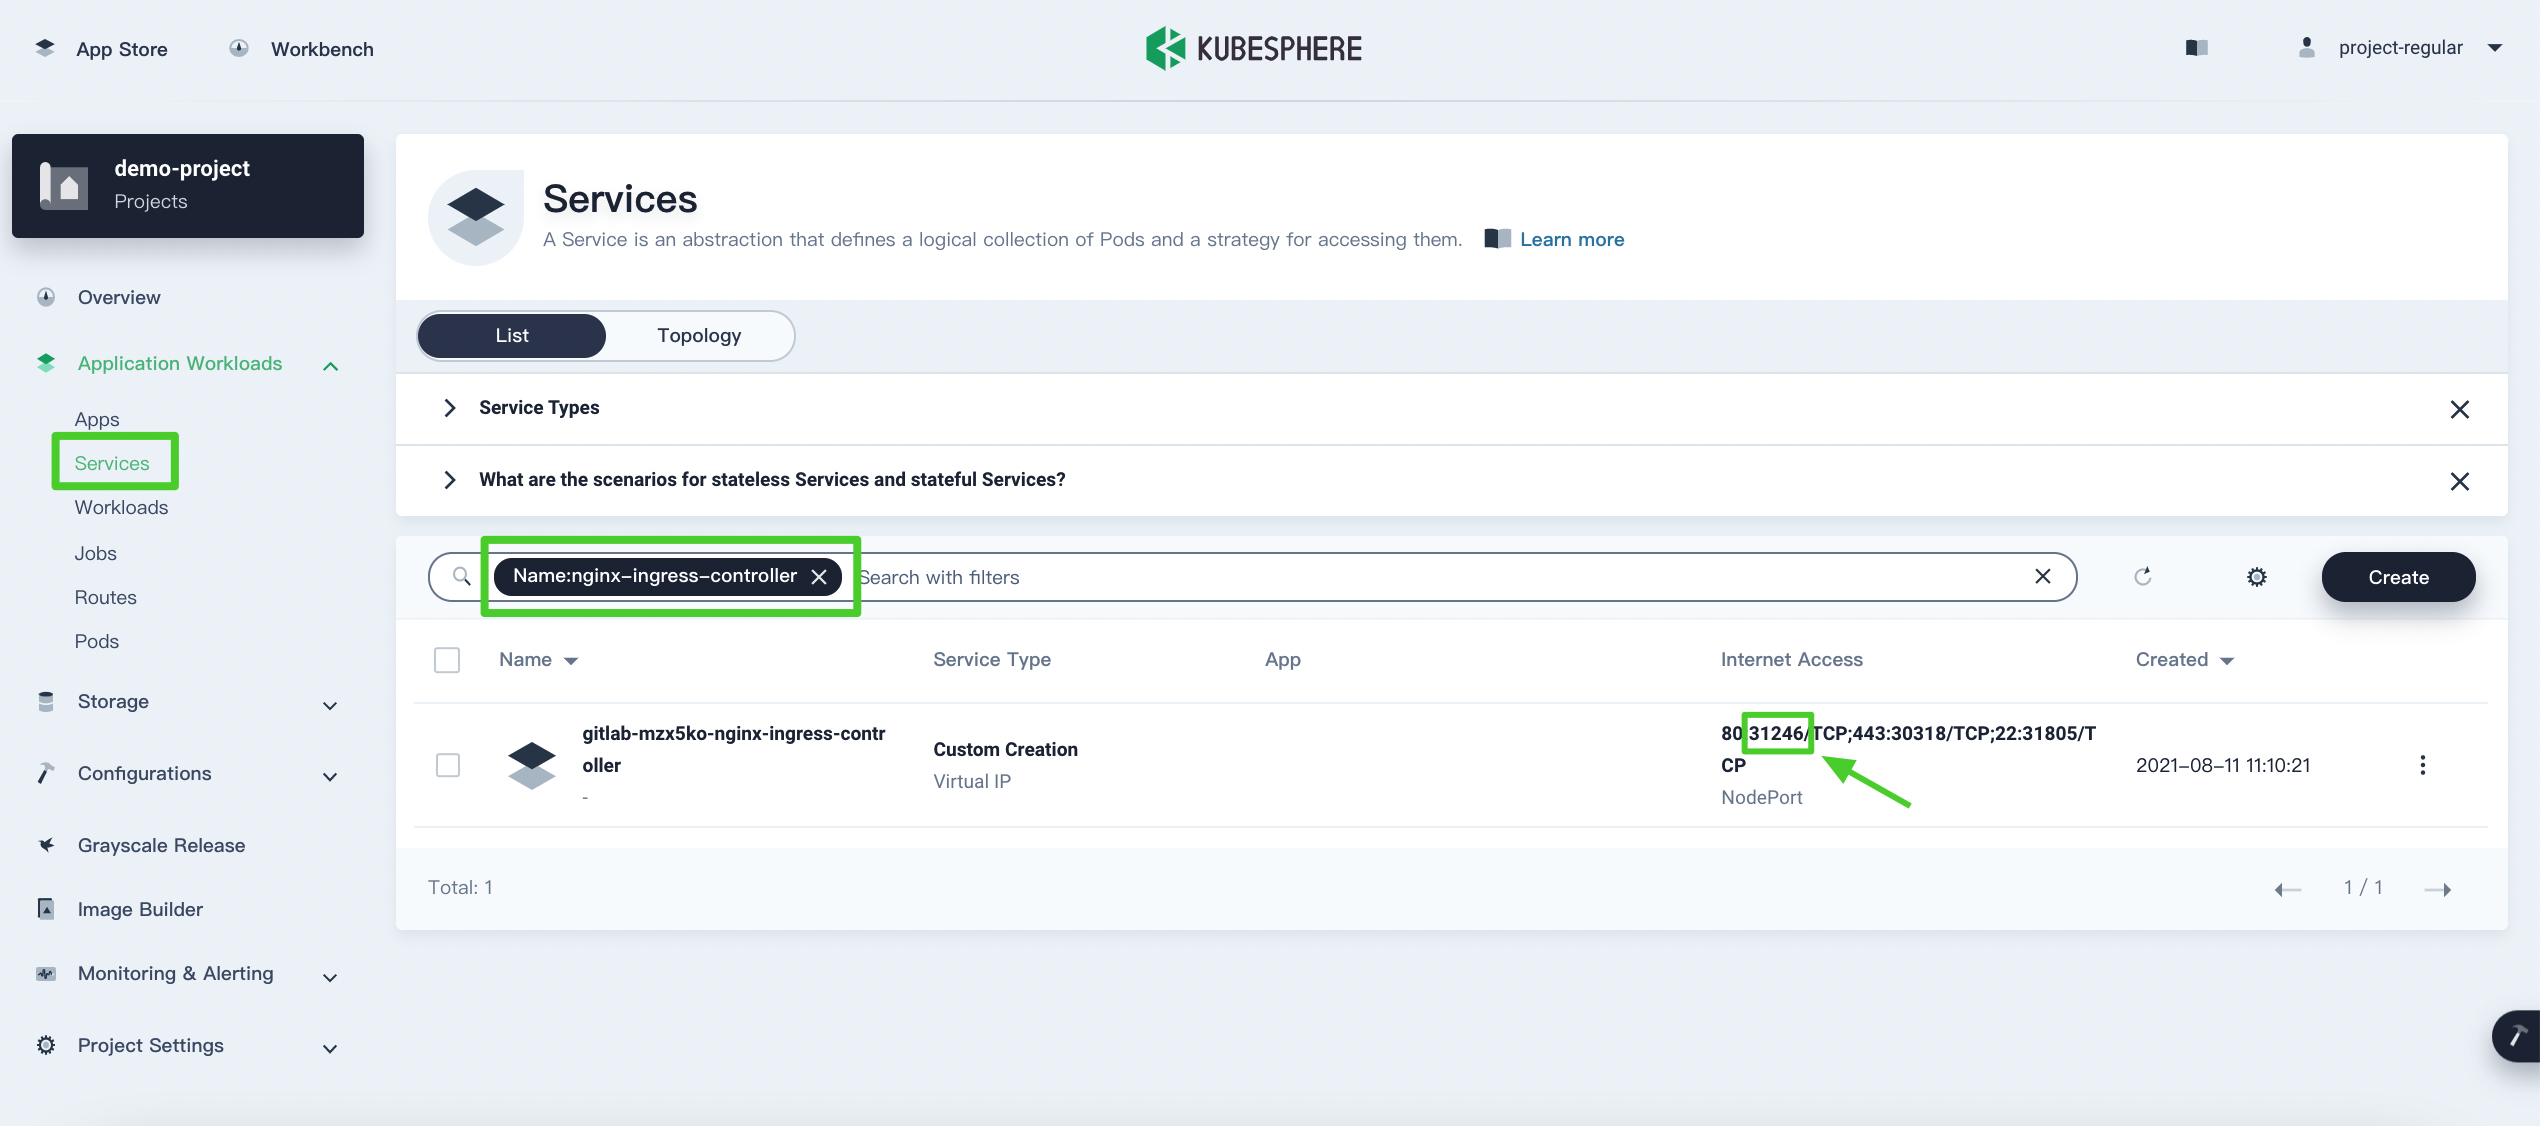 App Store
Workbench
KUBESPHERE
project-regular
demo-project
Projects
Overview
Application Workloads
Apps
Services
Workloads
Jobs
Routes
Pods
Storage
Configurations
Grayscale Release
Image Builder
Monitoring & Alerting
Project Settings
Services
A Service is an abstraction that defines a logical collection of Pods and a strategy for accessing them.
Learn more
List
Topology
Service Types
What are the scenarios for stateless Services and stateful Services?
Name:nginx-ingress-controller
Search with filters
Create
Name
Service Type
App
Internet Access
Created
gitlab-mzx5ko-nginx-ingress-contr
oller
-
Custom Creation
Virtual IP
80:31246/TCP;443:30318/TCP;22:31805/T
CP
NodePort
2021-08-11 11:10:21
Total: 1
1 / 1